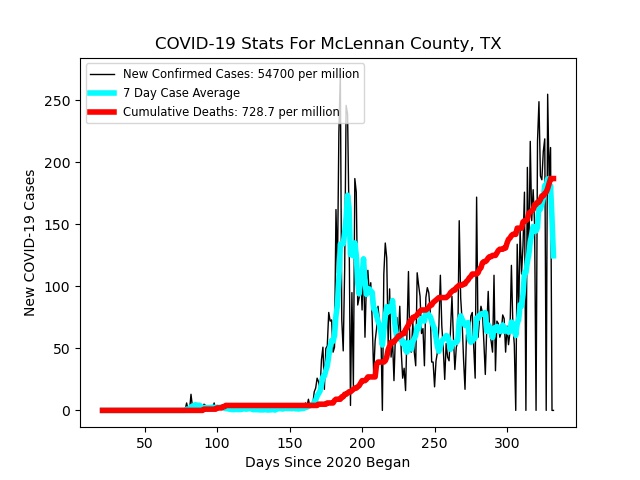 COVID-19 Stats For McLennan County, TX
New Confirmed Cases: 54700 per million
7 Day Case Average
Cumulative Deaths: 728.7 per million
New COVID-19 Cases
250
200
150
100
50
0
50 100 150 200 250 300
Days Since 2020 Began